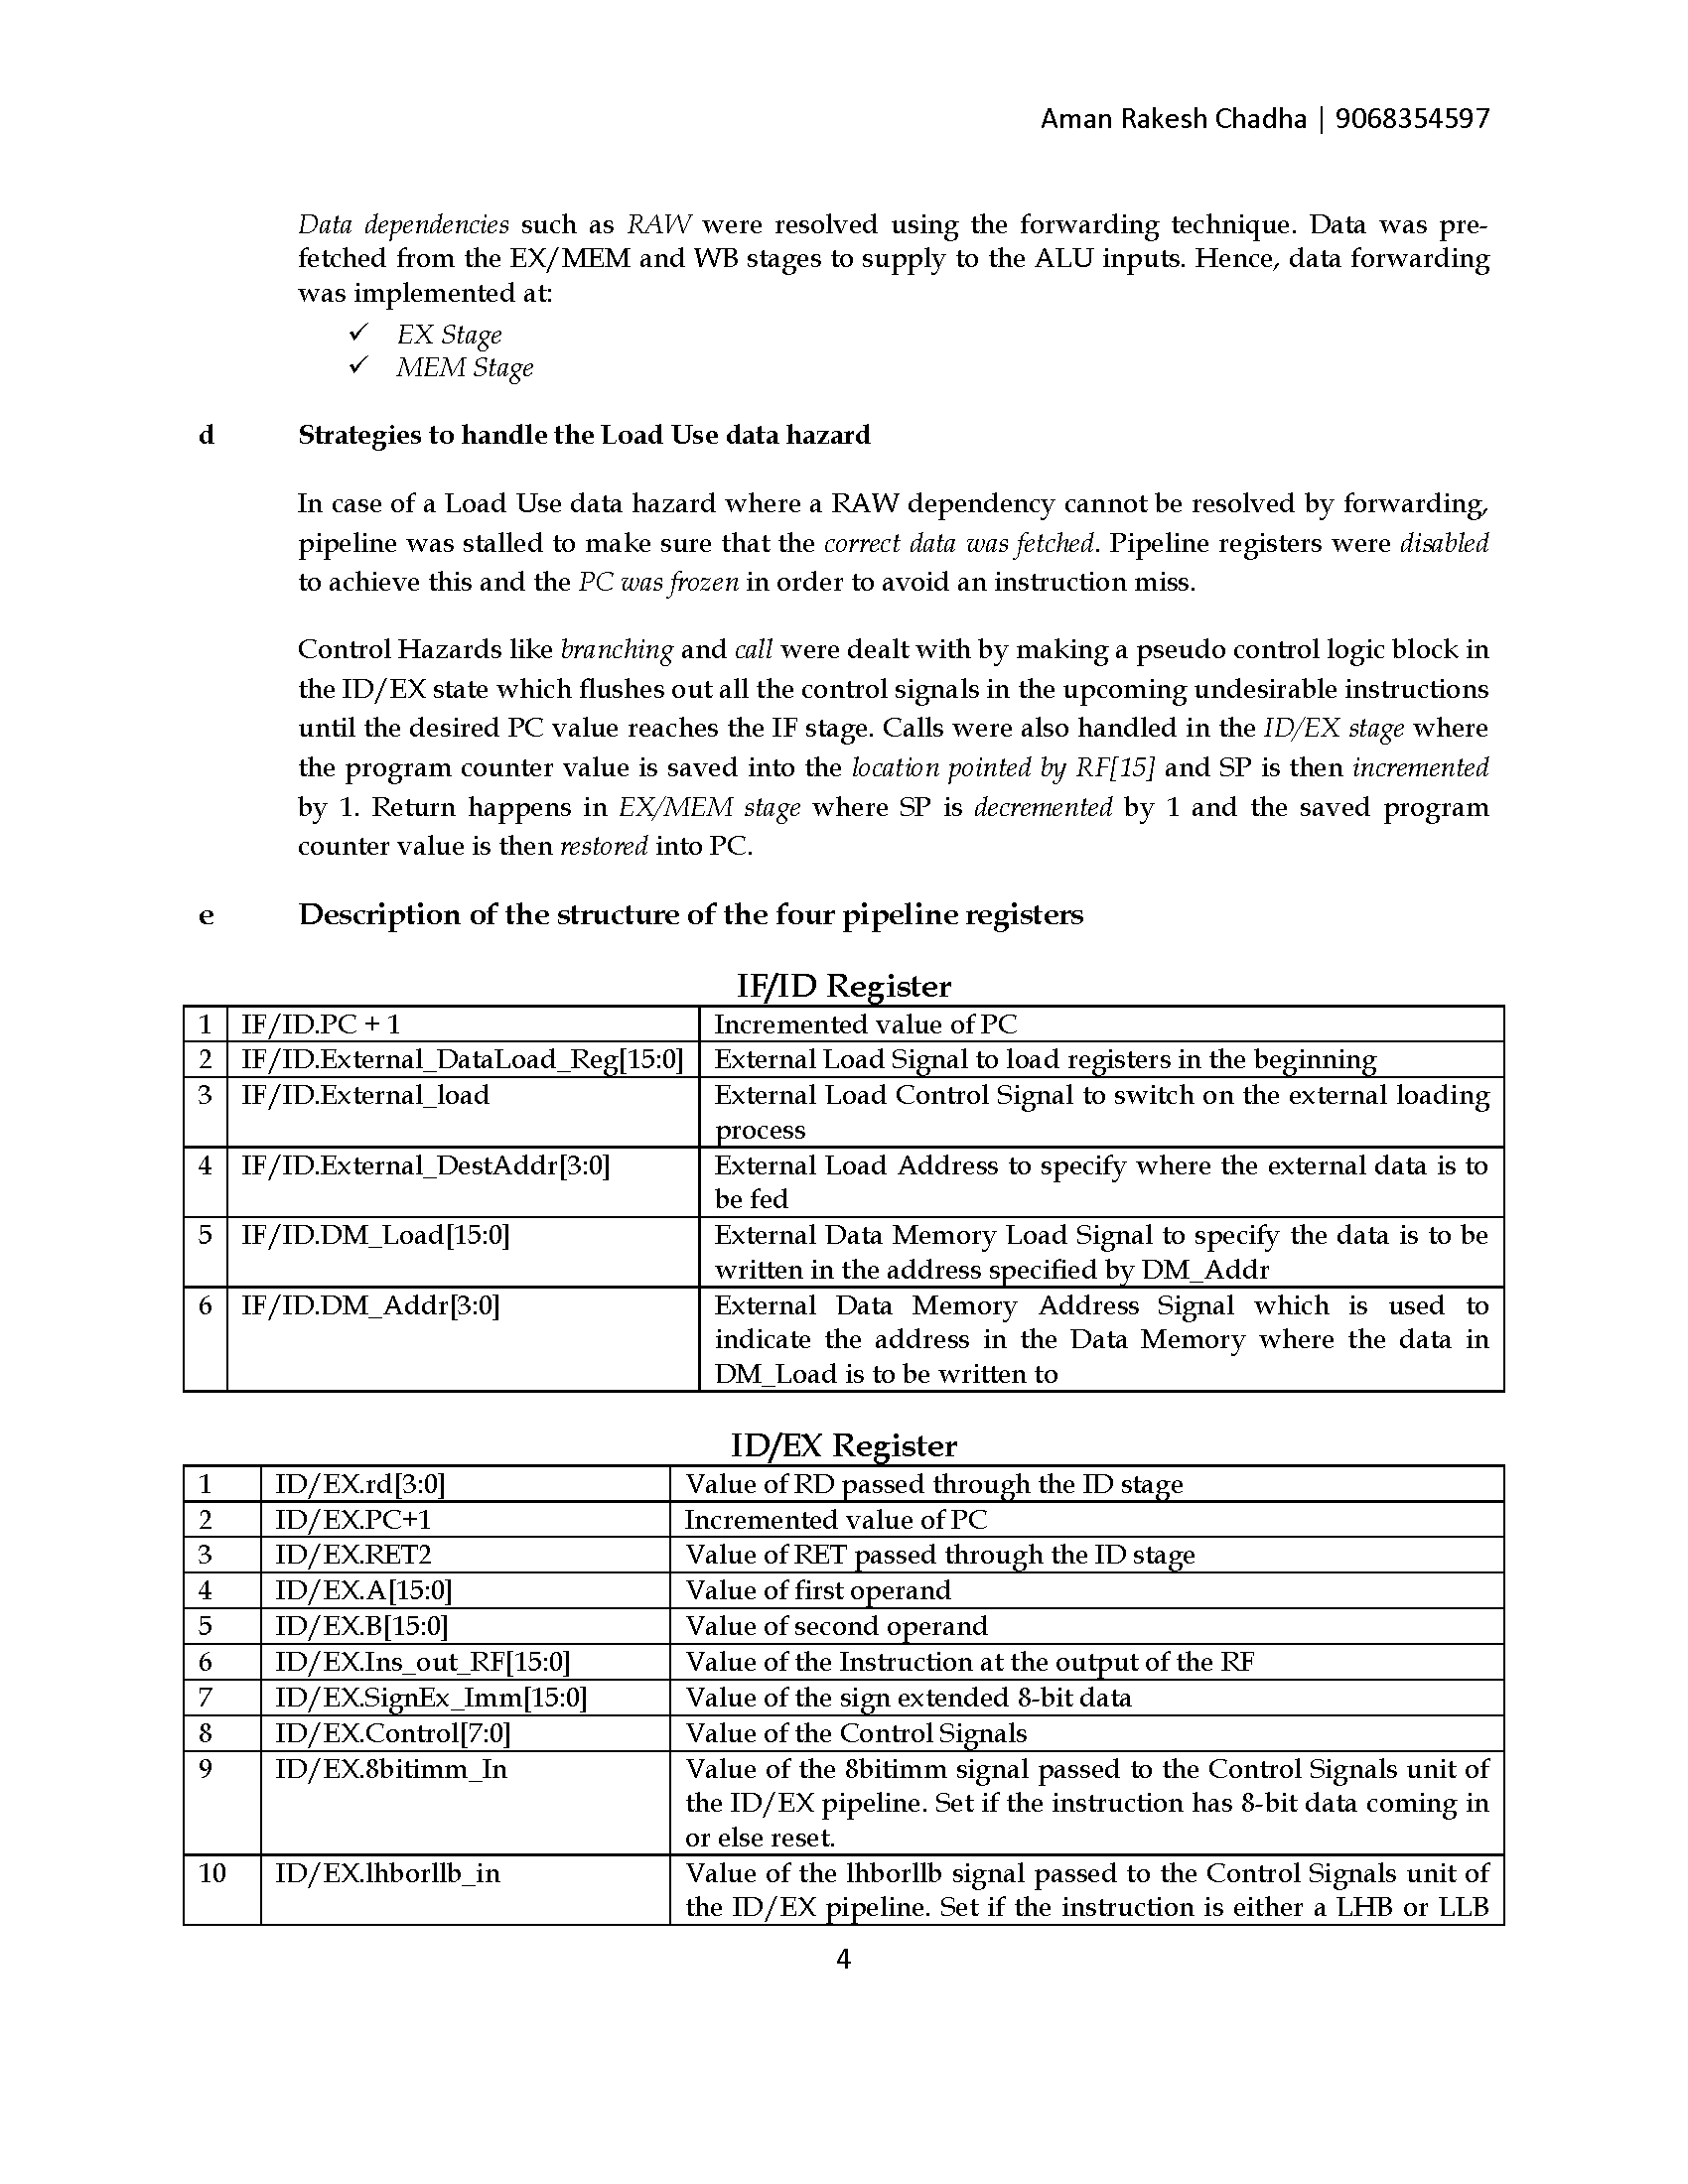 Aman Rakesh Chadha | 9068354597
Data dependencies such as RAW were resolved using the forwarding technique. Data was pre-
fetched from the EX/MEM and WB stages to supply to the ALU inputs. Hence, data forwarding
was implemented at:
✓ EX Stage
✓ MEM Stage
d Strategies to handle the Load Use data hazard
In case of a Load Use data hazard where a RAW dependency cannot be resolved by forwarding,
pipeline was stalled to make sure that the correct data was fetched. Pipeline registers were disabled
to achieve this and the PC was frozen in order to avoid an instruction miss.
Control Hazards like branching and call were dealt with by making a pseudo control logic block in
the ID/EX state which flushes out all the control signals in the upcoming undesirable instructions
until the desired PC value reaches the IF stage. Calls were also handled in the ID/EX stage where
the program counter value is saved into the location pointed by RF[15] and SP is then incremented
by 1. Return happens in EX/MEM stage where SP is decremented by 1 and the saved program
counter value is then restored into PC.
e Description of the structure of the four pipeline registers
IF/ID Register
1 IF/ID.PC + 1 Incremented value of PC
2 IF/ID.External_DataLoad_Reg[15:0] External Load Signal to load registers in the beginning
3 IF/ID.External_load External Load Control Signal to switch on the external loading
process
4 IF/ID.External_DestAddr[3:0] External Load Address to specify where the external data is to
be fed
5 IF/ID.DM_Load[15:0] External Data Memory Load Signal to specify the data is to be
written in the address specified by DM_Addr
6 IF/ID.DM_Addr[3:0] External Data Memory Address Signal which is used to
indicate the address in the Data Memory where the data in
DM_Load is to be written to
ID/EX Register
1 ID/EX.rd[3:0] Value of RD passed through the ID stage
2 ID/EX.PC+1 Incremented value of PC
3 ID/EX.RET2 Value of RET passed through the ID stage
4 ID/EX.A[15:0] Value of first operand
5 ID/EX.B[15:0] Value of second operand
6 ID/EX.Ins_out_RF[15:0] Value of the Instruction at the output of the RF
7 ID/EX.SignEx_Imm[15:0] Value of the sign extended 8-bit data
8 ID/EX.Control[7:0] Value of the Control Signals
9 ID/EX.8bitimm_In Value of the 8bitimm signal passed to the Control Signals unit of
the ID/EX pipeline. Set if the instruction has 8-bit data coming in
or else reset.
10 ID/EX.lhborllb_in Value of the lhborllb signal passed to the Control Signals unit of
the ID/EX pipeline. Set if the instruction is either a LHB or LLB
4